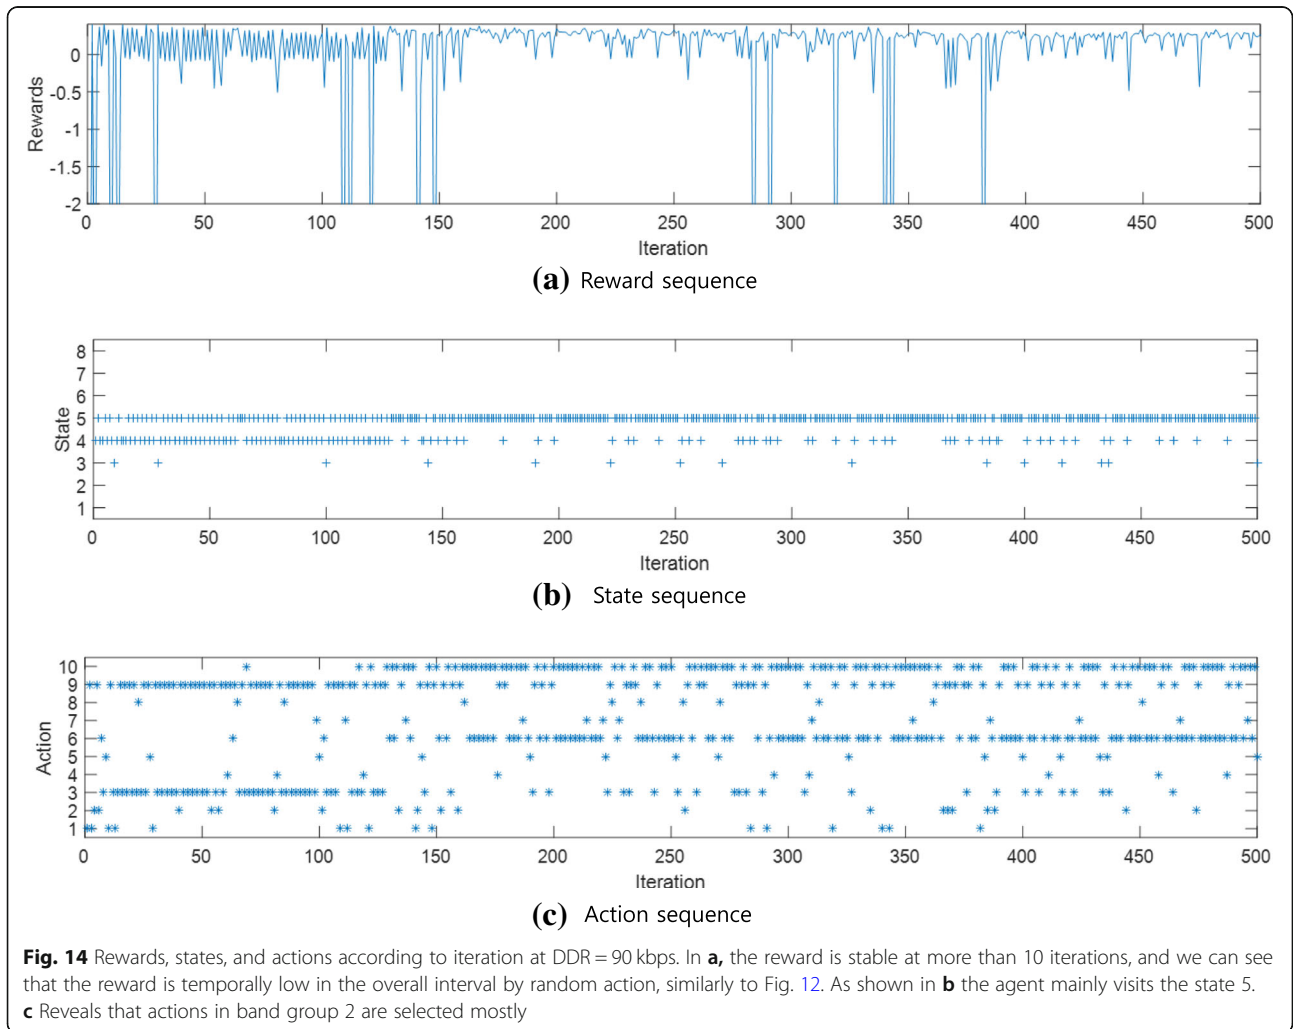 0
-0.5
-1
-1.5
-2
Rewards
0 50 100 150 200 250 300 350 400 450 500
Iteration
(a) Reward sequence
8
7
6
5
4
3
2
1
State
0 50 100 150 200 250 300 350 400 450 500
Iteration
(b) State sequence
10
9
8
7
6
5
4
3
2
1
Action
0 50 100 150 200 250 300 350 400 450 500
Iteration
(c) Action sequence
Fig. 14 Rewards, states, and actions according to iteration at DDR = 90 kbps. In a, the reward is stable at more than 10 iterations, and we can see
that the reward is temporally low in the overall interval by random action, similarly to Fig. 12. As shown in b the agent mainly visits the state 5.
c Reveals that actions in band group 2 are selected mostly